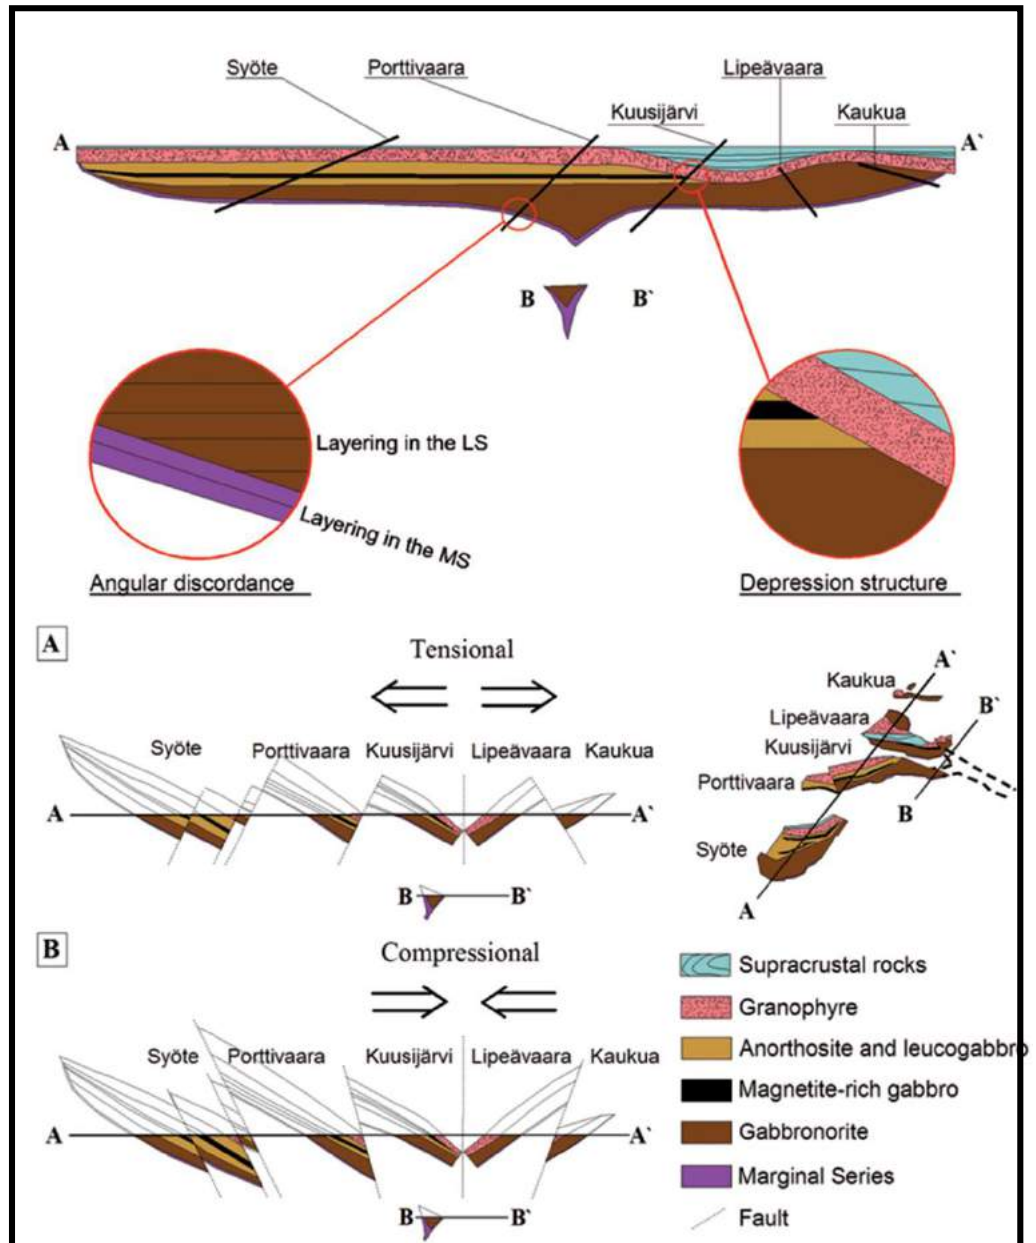 Syöte
Porttivaara
Lipeävaara
Kuusijärvi
Kaukua
A
A`
B
B`
Layering in the LS
Layering in the MS
Angular discordance
Depression structure
A
Tensional
Syöte
Porttivaara
Kuusijärvi
Lipeävaara
Kaukua
A
A`
B
B`
A`
Kaukua
B`
Lipeävaara
Kuusijärvi
Porttivaara
B
Syöte
A
B
Compressional
Syöte
Porttivaara
Kuusijärvi
Lipeävaara
Kaukua
A
A`
B
B`
Supracrustal rocks
Granophyre
Anorthosite and leucogabbro
Magnetite-rich gabbro
Gabbronorite
Marginal Series
Fault